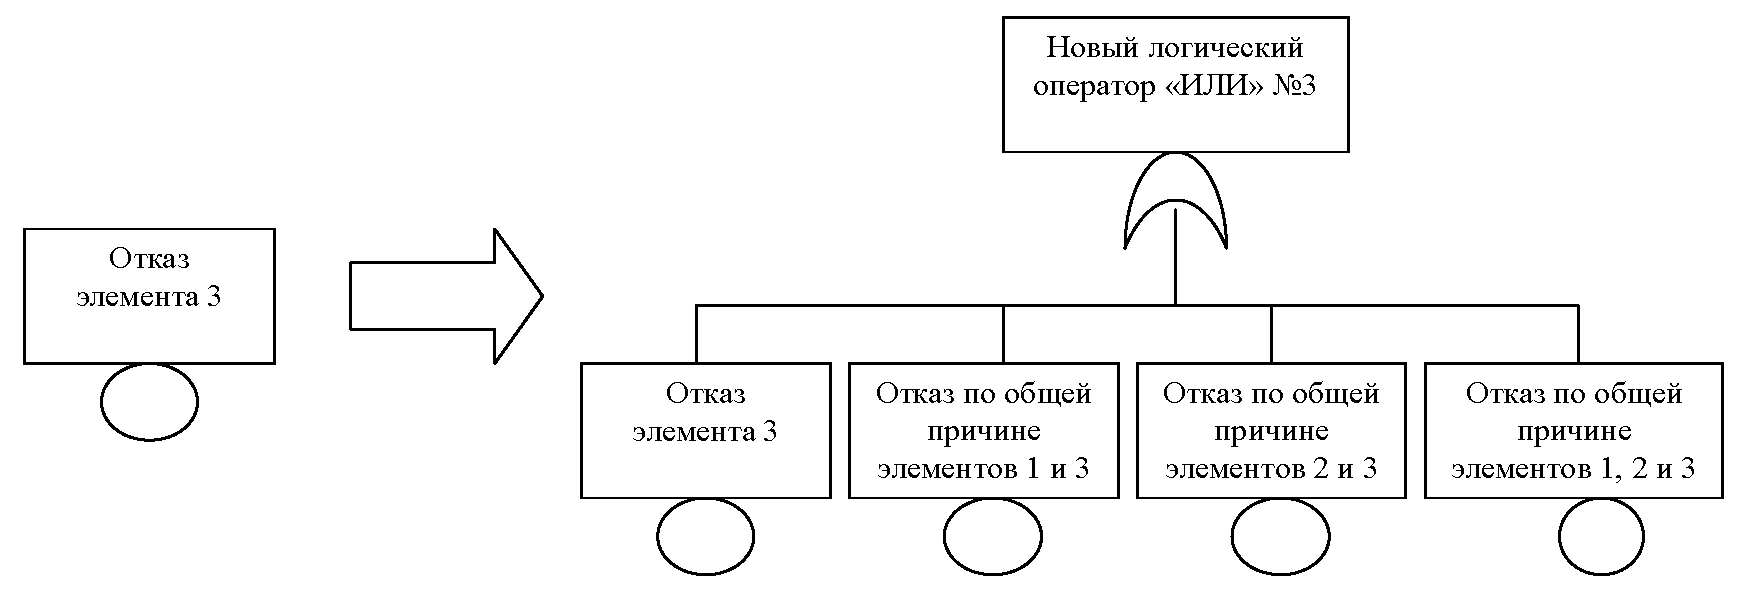 Новый логический
оператор «ИЛИ» №3
Отказ
элемента 3
Отказ
элемента 3
Отказ по общей
причине
элементов 1 и 3
Отказ по общей
причине
элементов 2 и 3
Отказ по общей
причине
элементов 1, 2 и 3